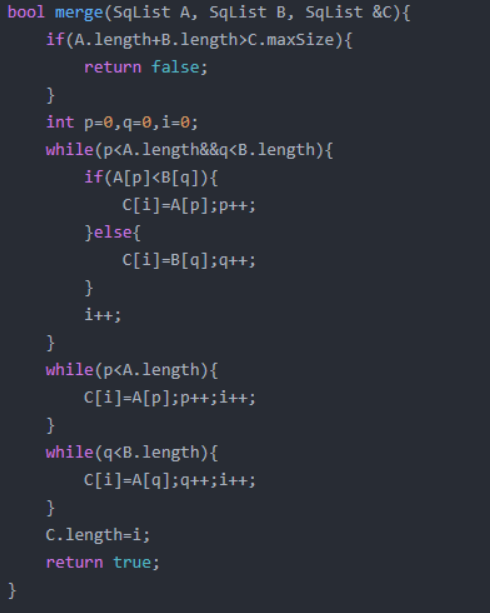 bool merge(SqList A, SqList B, SqList &C){
    if(A.length+B.length>C.maxSize){
        return false;
    }
    int p=0,q=0,i=0;
    while(p<A.length&&q<B.length){
        if(A[p]<B[q]){
            C[i]=A[p];p++;
        }else{
            C[i]=B[q];q++;
        }
        i++;
    }
    while(p<A.length){
        C[i]=A[p];p++;i++;
    }
    while(q<B.length){
        C[i]=A[q];q++;i++;
    }
    C.length=i;
    return true;
}